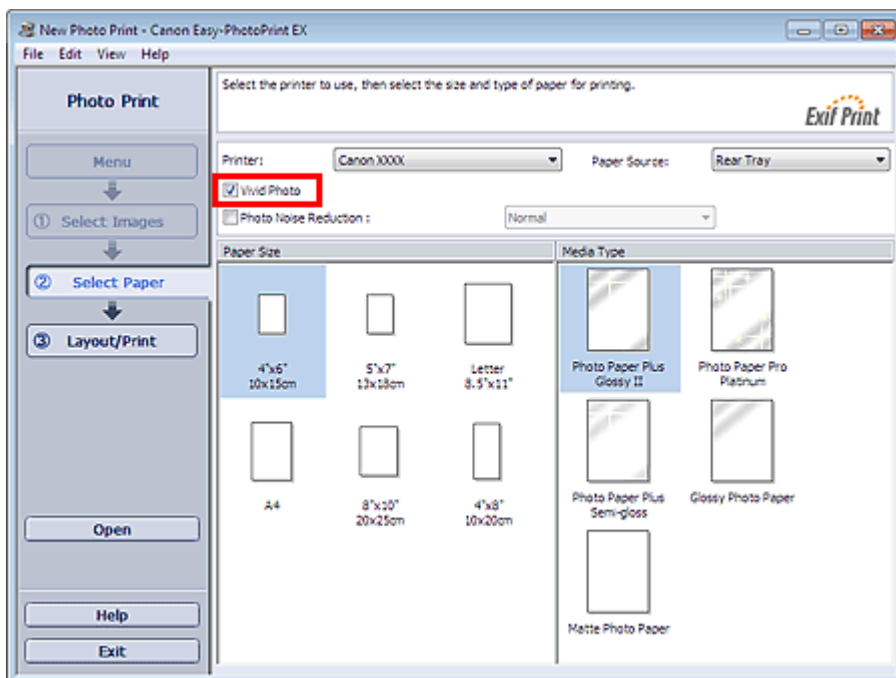 New Photo Print - Canon Easy-PhotoPrint EX
File Edit View Help
Photo Print
Select the printer to use, then select the size and type of paper for printing.
Exif Print
Menu
Printer: Canon XXXX Paper Source: Rear Tray
Vivid Photo
① Select Images
Photo Noise Reduction : Normal
Paper Size Media Type
② Select Paper
③ Layout/Print
4"x6"
10x15cm
5"x7"
13x18cm
Letter
8.5"x11"
Photo Paper Plus
Glossy II
Photo Paper Pro
Platinum
A4
8"x10"
20x25cm
4"x8"
10x20cm
Photo Paper Plus
Semi-gloss
Glossy Photo Paper
Open
Matte Photo Paper
Help
Exit